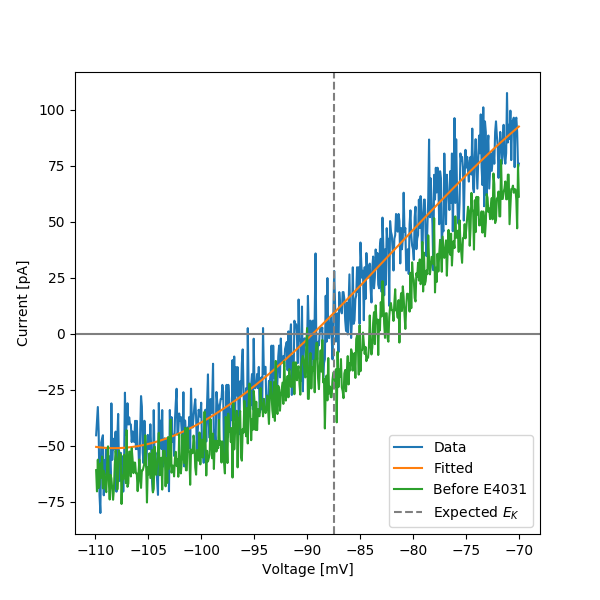 Current [pA]
100
75
50
25
0
−25
−50
−75
−110
−105
−100
−95
−90
−85
−80
−75
−70
Voltage [mV]
Data
Fitted
Before E4031
Expected E_K